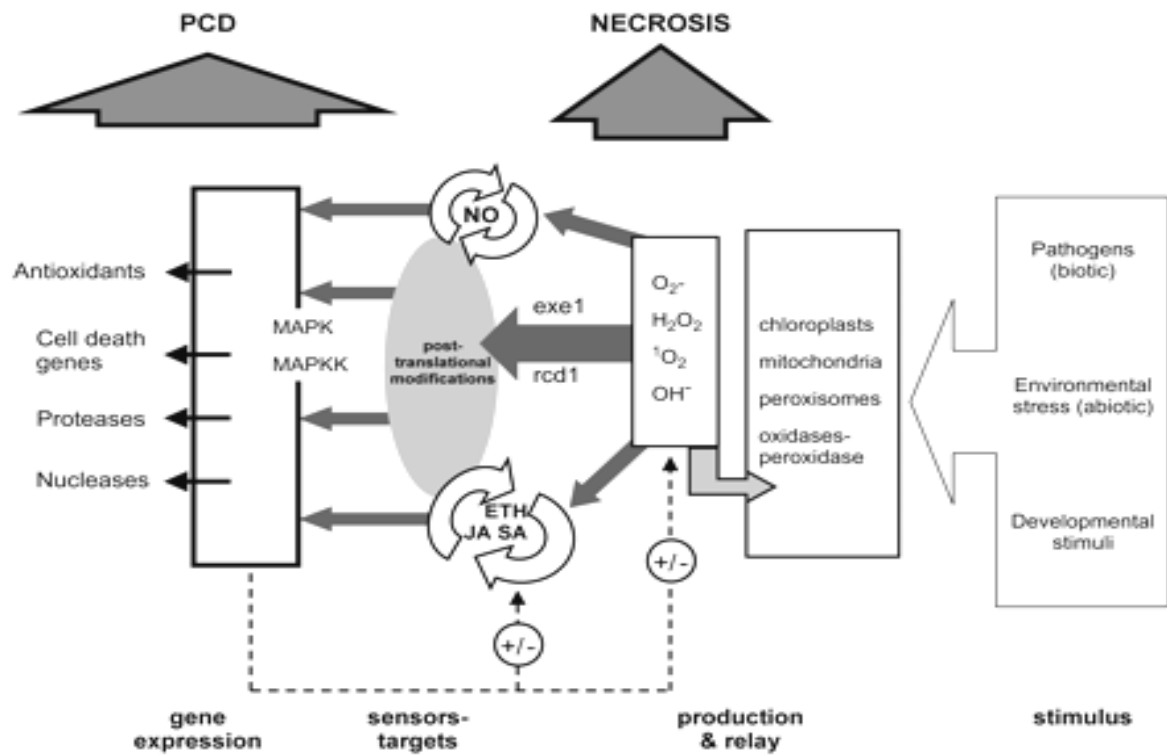 PCD
NECROSIS
Antioxidants
Cell death
genes
Proteases
Nucleases
MAPK
MAPKK
NO
post-
translational
modifications
exe1
rcd1
ETH
JA SA
O₂-
H₂O₂
¹O₂
OH⁻
chloroplasts
mitochondria
peroxisomes
oxidases-
peroxidase
Pathogens
(biotic)
Environmental
stress (abiotic)
Developmental
stimuli
+/-
+/-
gene
expression
sensors-
targets
production
& relay
stimulus